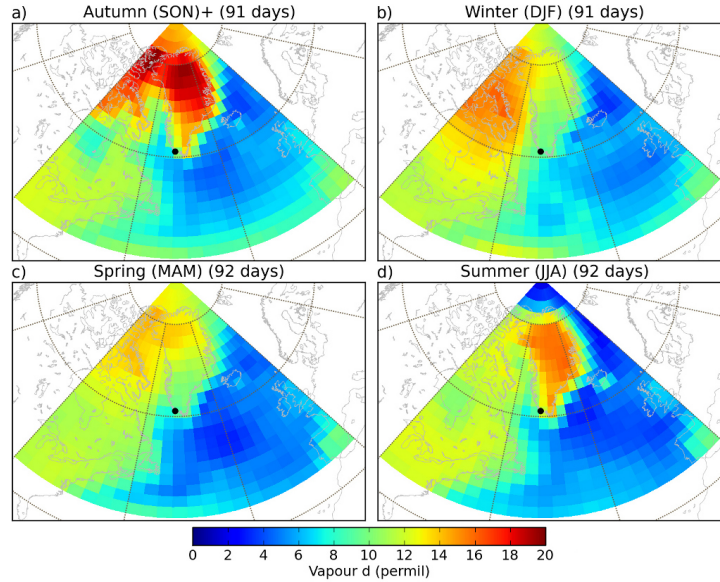 a) Autumn (SON)+ (91 days)
b) Winter (DJF) (91 days)
c) Spring (MAM) (92 days)
d) Summer (JJA) (92 days)
0 2 4 6 8 10 12 14 16 18 20
Vapour d (permil)